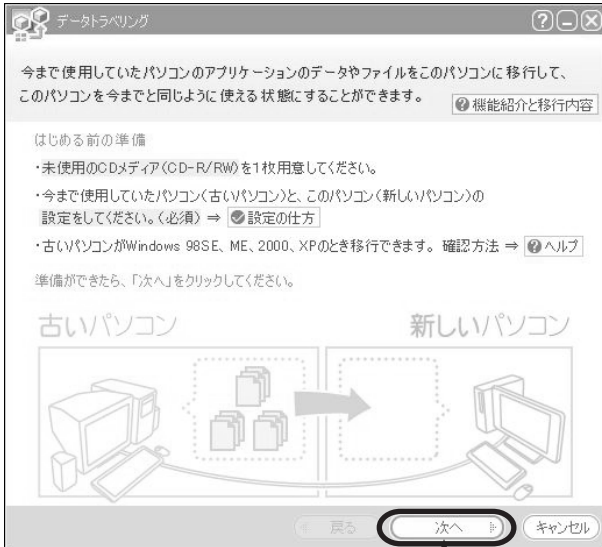 データトラベリング
今まで使用していたパソコンのアプリケーションのデータやファイルをこのパソコンに移行して、
このパソコンを今までと同じように使える状態にすることができます。
機能紹介と移行内容
はじめる前の準備
・未使用のCDメディア(CD-R/RW)を1枚用意してください。
・今まで使用していたパソコン(古いパソコン)と、このパソコン(新しいパソコン)の
設定をしてください。(必須) ⇒ 設定の仕方
・古いパソコンがWindows 98SE、ME、2000、XPのとき移行できます。 確認方法 ⇒ ヘルプ
準備ができたら、「次へ」をクリックしてください。
古いパソコン 新しいパソコン
戻る 次へ キャンセル